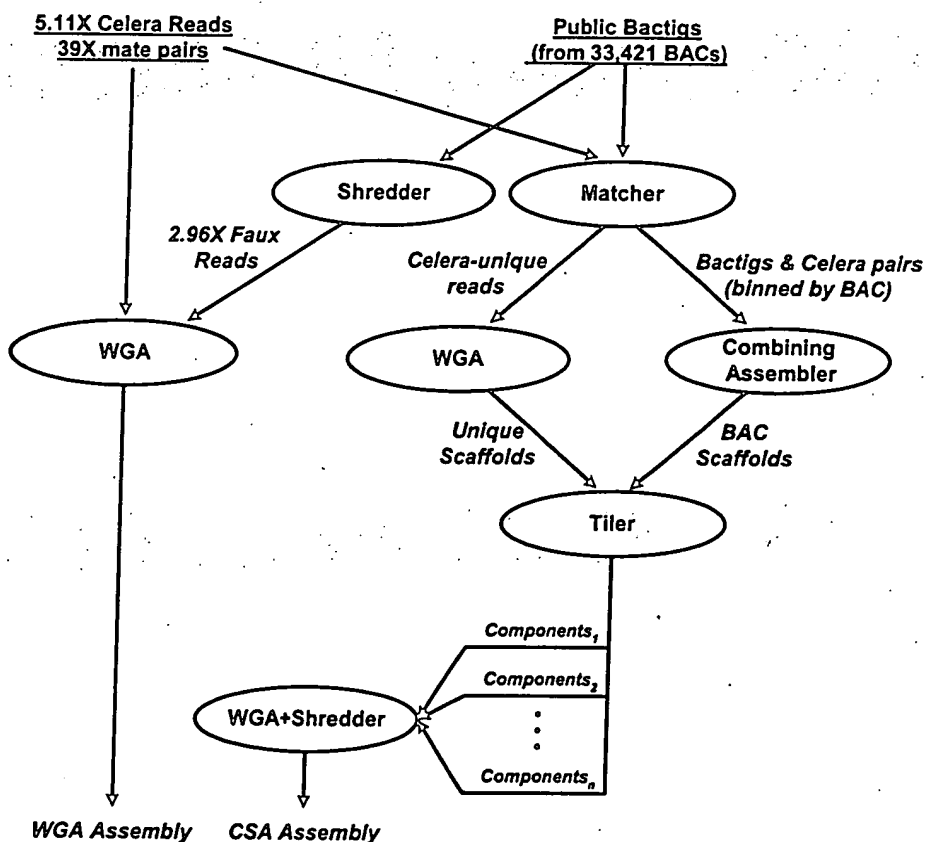 5.11X Celera Reads
39X mate pairs
Public Bactigs
(from 33,421 BACs)
Shredder
Matcher
2.96X Faux
Reads
Celera-unique
reads
Bactigs & Celera pairs
(binned by BAC)
WGA
WGA
Combining
Assembler
Unique
Scaffolds
BAC
Scaffolds
Tiler
Components1
Components2
WGA+Shredder
Componentsn
WGA Assembly
CSA Assembly